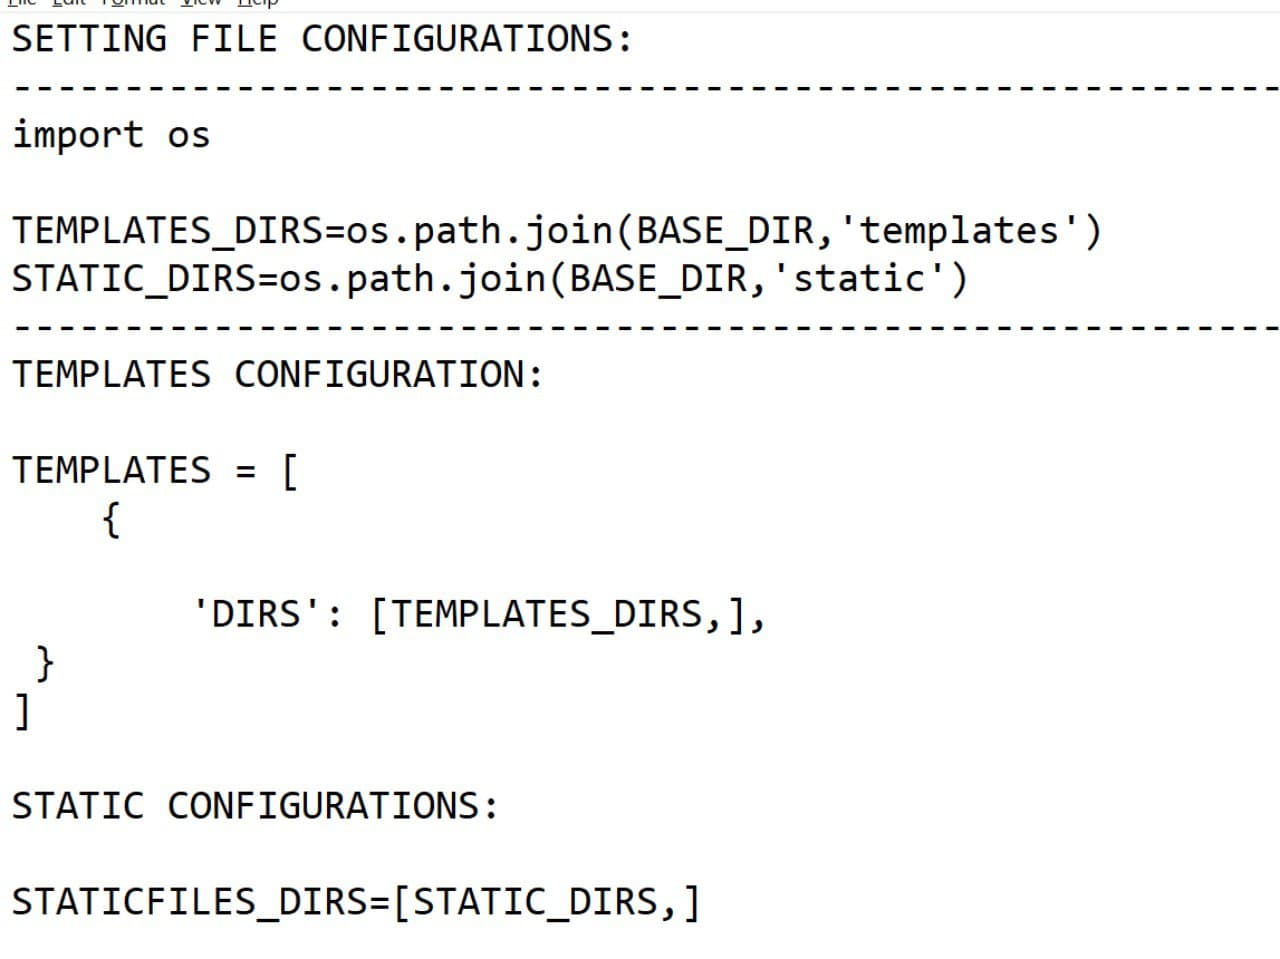 File Edit Format View Help
SETTING FILE CONFIGURATIONS:
---------------------------------------------------------
import os
TEMPLATES_DIRS=os.path.join(BASE_DIR,'templates')
STATIC_DIRS=os.path.join(BASE_DIR,'static')
---------------------------------------------------------
TEMPLATES CONFIGURATION:
TEMPLATES = [
    {
        'DIRS': [TEMPLATES_DIRS,],
 }
]
STATIC CONFIGURATIONS:
STATICFILES_DIRS=[STATIC_DIRS,]